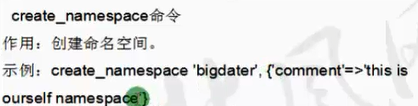 create_namespace命令
作用：创建命名空间。
示例：create_namespace 'bigdater', {'comment'=>'this is
ourself namespace'}